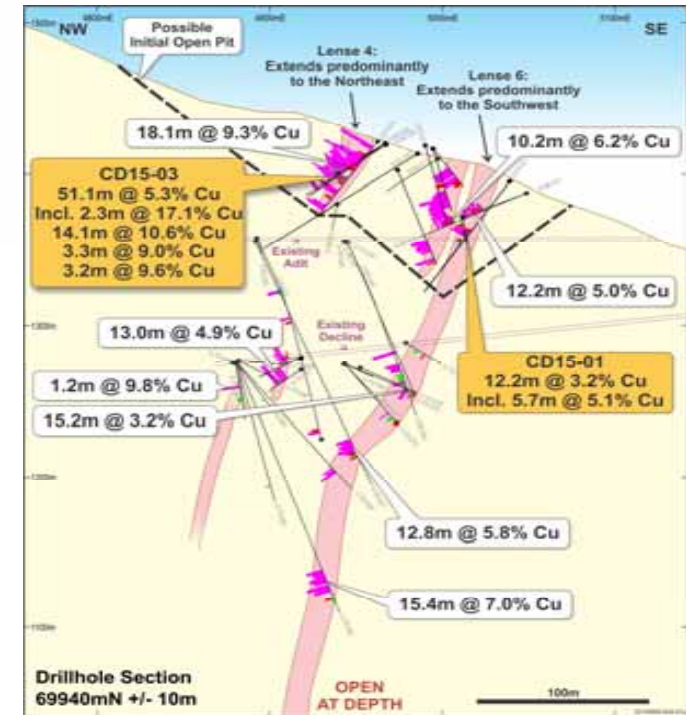 NW
Possible
Initial Open Pit
SE
Lense 4:
Extends predominantly
to the Northeast
Lense 6:
Extends predominantly
to the Southwest
18.1m @ 9.3% Cu
10.2m @ 6.2% Cu
CD15-03
51.1m @ 5.3% Cu
Incl. 2.3m @ 17.1% Cu
14.1m @ 10.6% Cu
3.3m @ 9.0% Cu
3.2m @ 9.6% Cu
Existing
Adit
12.2m @ 5.0% Cu
13.0m @ 4.9% Cu
Existing
Decline
CD15-01
12.2m @ 3.2% Cu
Incl. 5.7m @ 5.1% Cu
1.2m @ 9.8% Cu
15.2m @ 3.2% Cu
12.8m @ 5.8% Cu
15.4m @ 7.0% Cu
Drillhole Section
69940mN +/- 10m
OPEN
AT DEPTH
100m